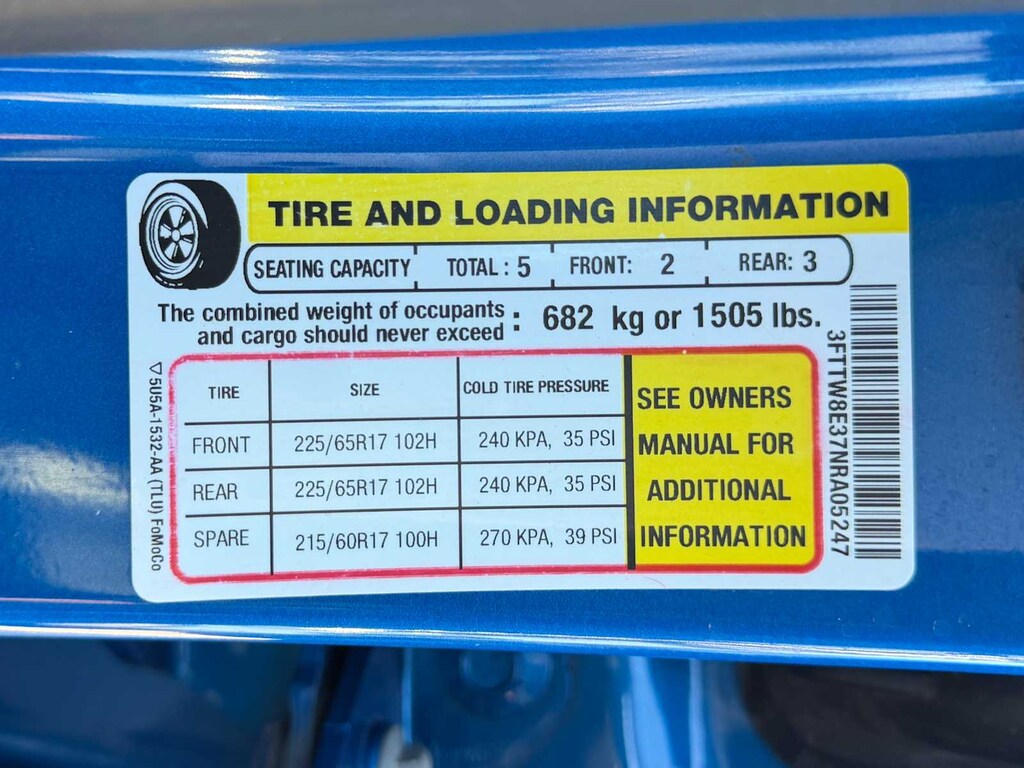 TIRE AND LOADING INFORMATION
SEATING CAPACITY TOTAL: 5 FRONT: 2 REAR: 3
The combined weight of occupants
and cargo should never exceed : 682 kg or 1505 lbs.
TIRE SIZE COLD TIRE PRESSURE
FRONT 225/65R17 102H 240 KPA, 35 PSI
REAR 225/65R17 102H 240 KPA, 35 PSI
SPARE 215/60R17 100H 270 KPA, 39 PSI
SEE OWNERS
MANUAL FOR
ADDITIONAL
INFORMATION
▽5U5A-1532-AA (TLU) FoMoCo
3FTTW8E37NRA05247